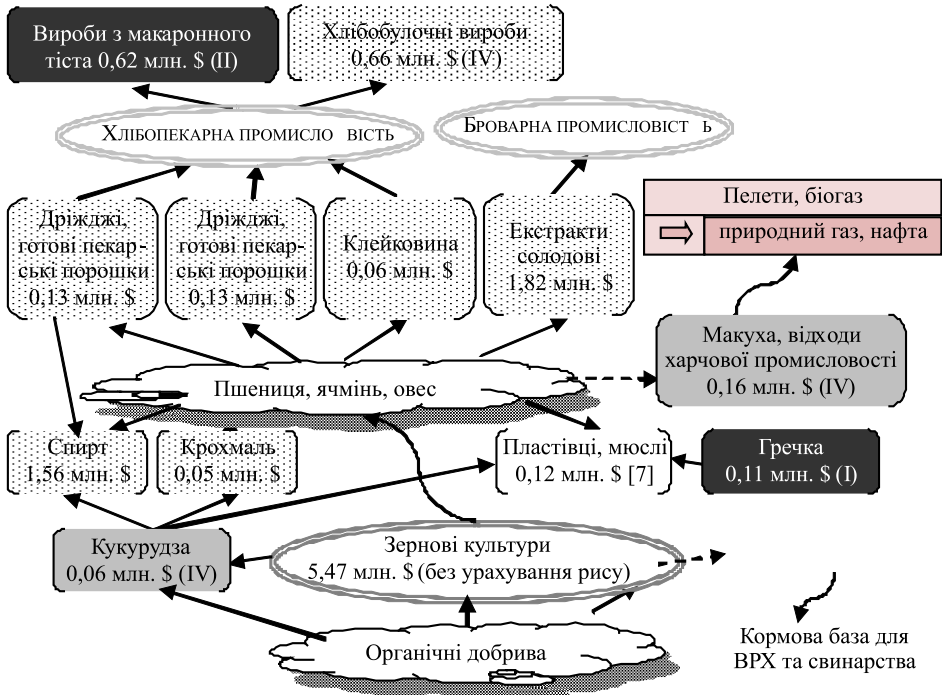 Вироби з макаронного
тіста 0,62 млн. $ (II)
Хлібобулочні вироби
0,66 млн. $ (IV)
ХЛІБОПЕКАРНА ПРОМИСЛО ВІСТЬ
БРОВАРНА ПРОМИСЛОВІСТ Ь
Дріжджі,
готові пекар-
ські порошки
0,13 млн. $
Дріжджі,
готові пекар-
ські порошки
0,13 млн. $
Клейковина
0,06 млн. $
Екстракти
солодові
1,82 млн. $
Пелети, біогаз
природний газ, нафта
Макуха, відходи
харчової промисловості
0,16 млн. $ (IV)
Пшениця, ячмінь, овес
Спирт
1,56 млн. $
Крохмаль
0,05 млн. $
Пластівці, мюслі
0,12 млн. $ [7]
Гречка
0,11 млн. $ (I)
Кукурудза
0,06 млн. $ (IV)
Зернові культури
5,47 млн. $ (без урахування рису)
Органічні добрива
Кормова база для
ВРХ та свинарства